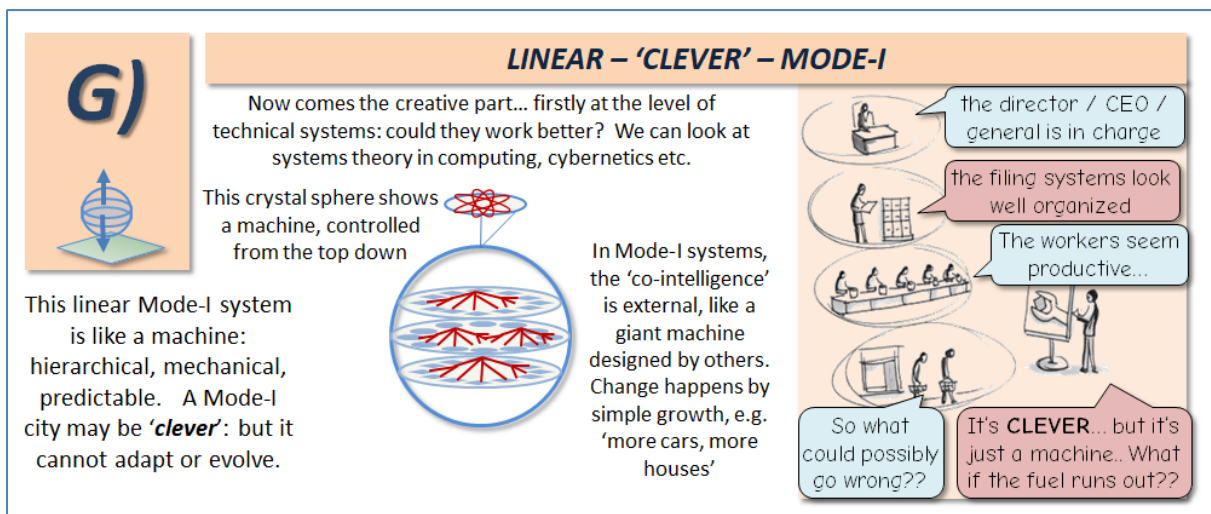 G)
LINEAR – ‘CLEVER’ – MODE-I
Now comes the creative part... firstly at the level of
technical systems: could they work better?  We can look at
systems theory in computing, cybernetics etc.
This crystal sphere shows
a machine, controlled
from the top down
This linear Mode-I system
is like a machine:
hierarchical, mechanical,
predictable.   A Mode-I
city may be ‘clever’: but it
cannot adapt or evolve.
In Mode-I systems,
the ‘co-intelligence’
is external, like a
giant machine
designed by others.
Change happens by
simple growth, e.g.
‘more cars, more
houses’
the director / CEO /
general is in charge
the filing systems look
well organized
The workers seem
productive...
So what
could possibly
go wrong??
It's CLEVER... but it's
just a machine.. What
if the fuel runs out??